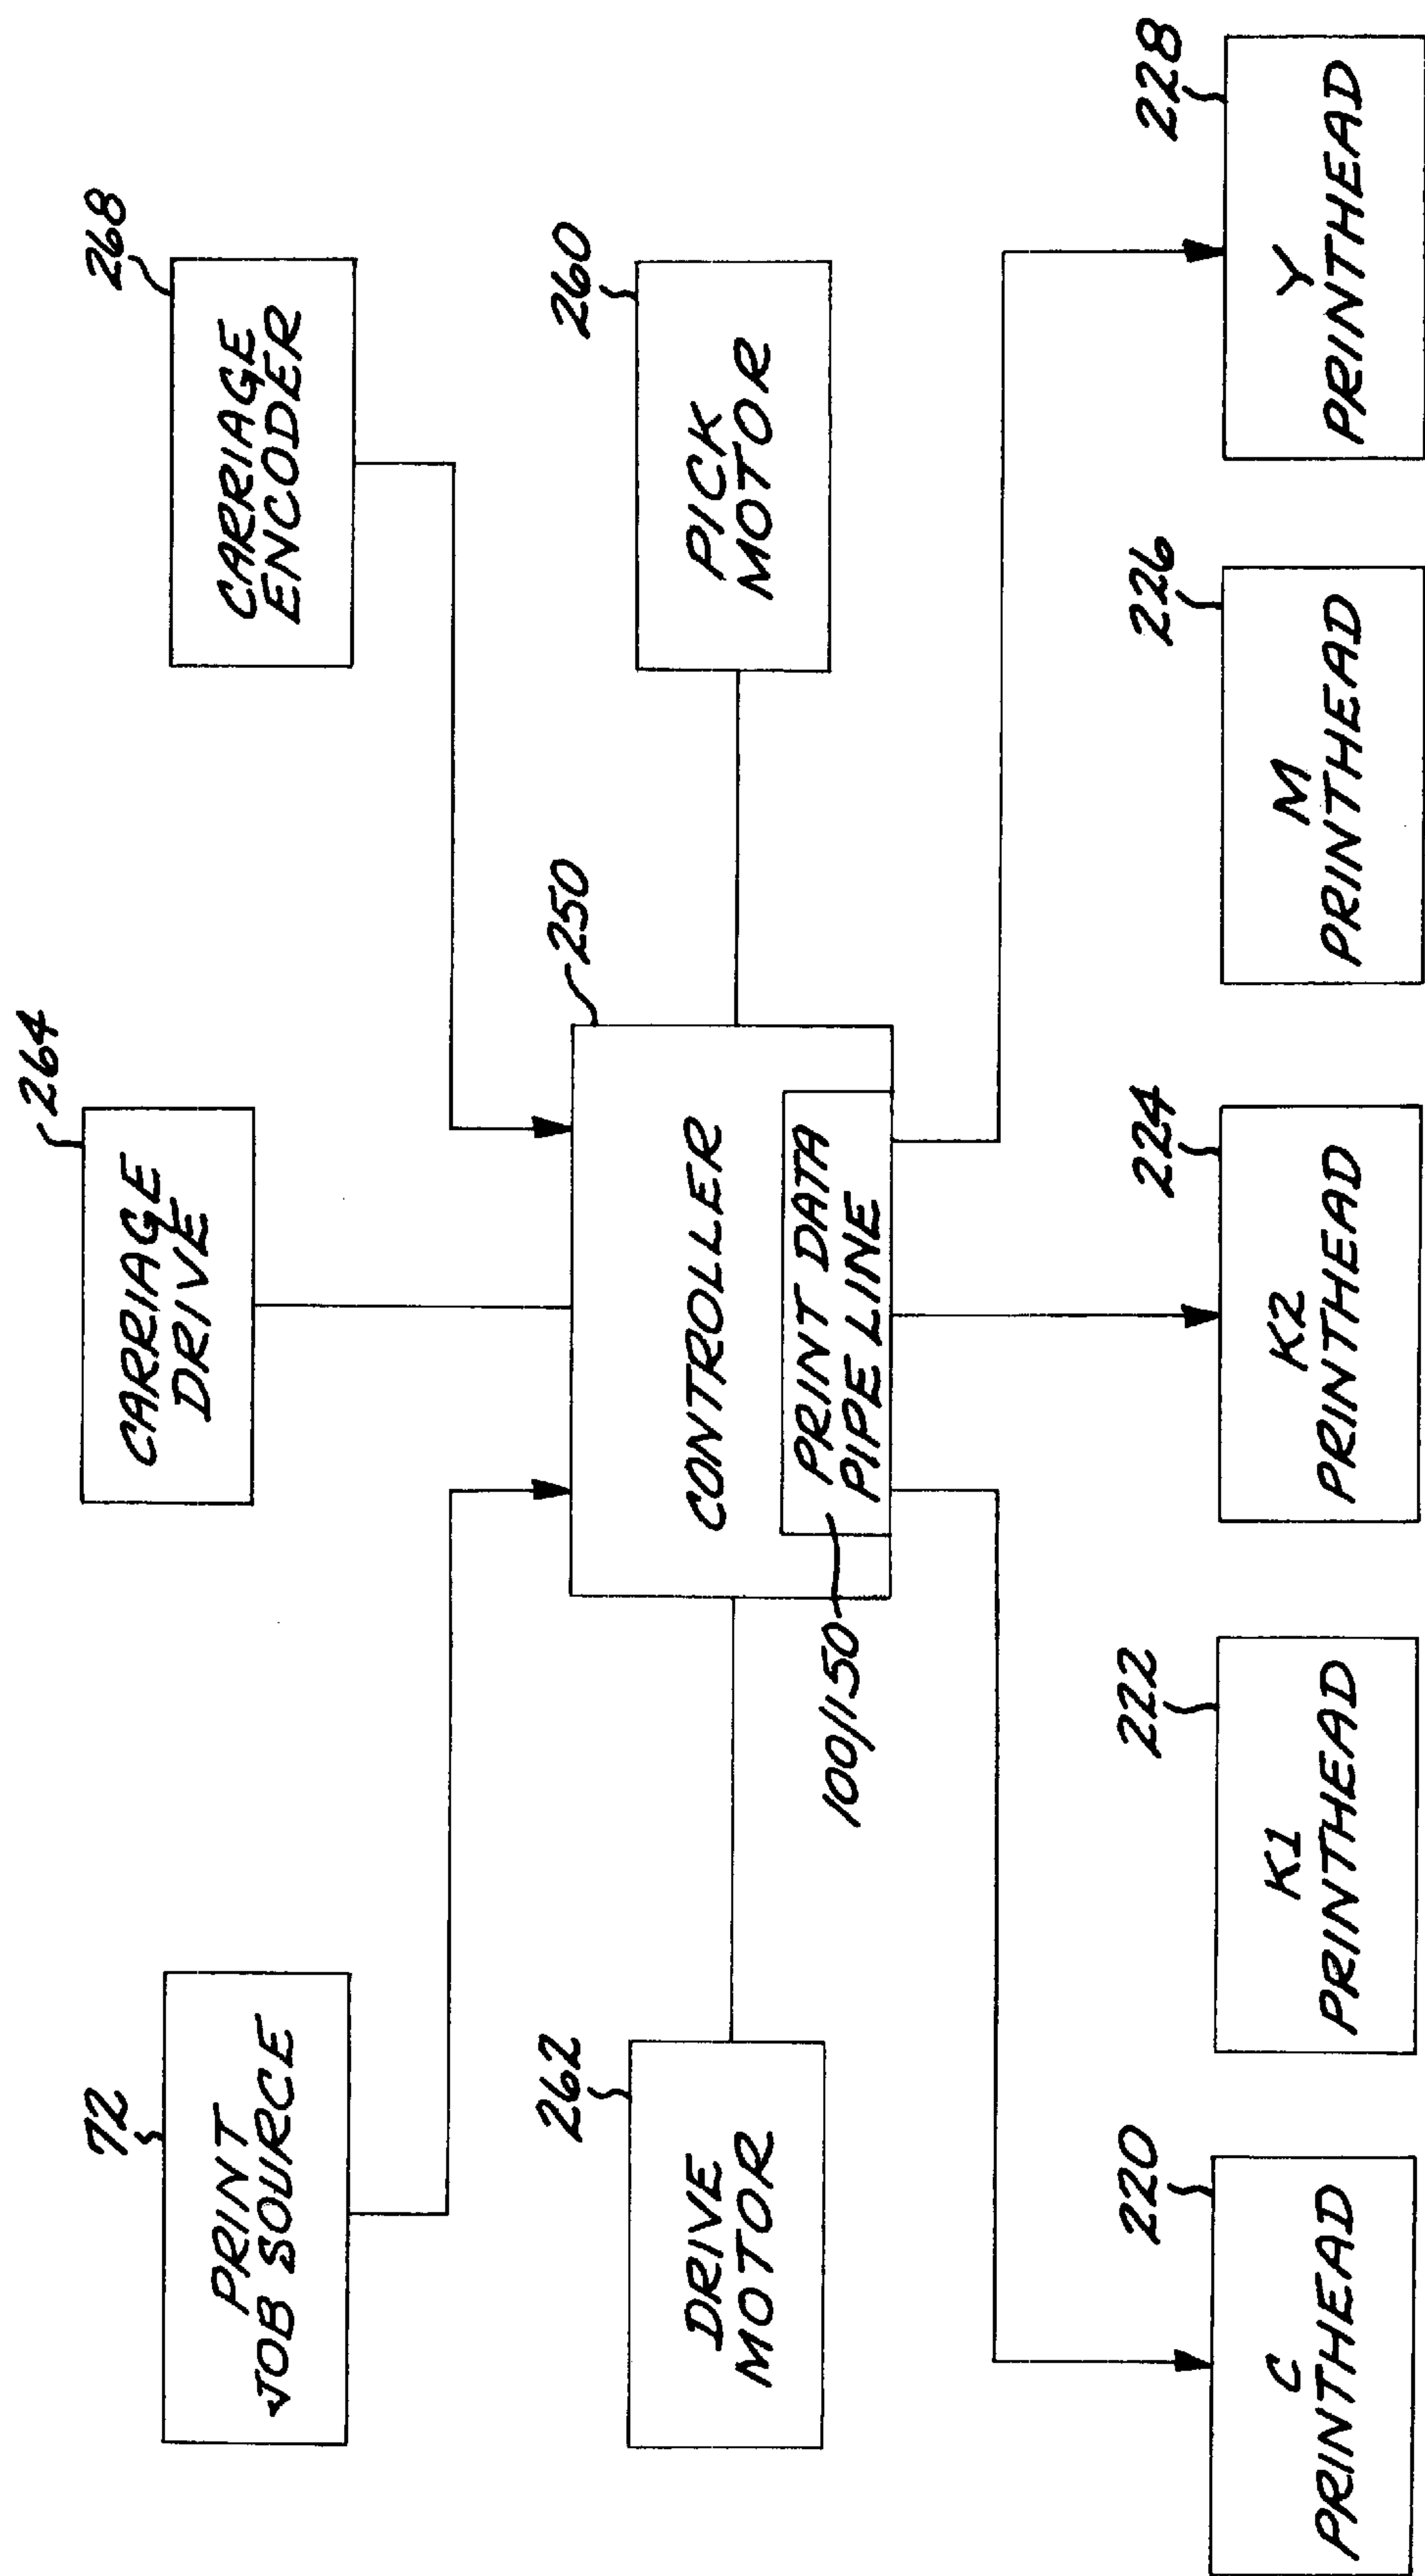 72
PRINT
JOB SOURCE
264
CARRIAGE
DRIVE
268
CARRIAGE
ENCODER
262
DRIVE
MOTOR
250
CONTROLLER
100/150
PRINT DATA
PIPE LINE
260
PICK
MOTOR
220
C
PRINTHEAD
222
K1
PRINTHEAD
224
K2
PRINTHEAD
226
M
PRINTHEAD
228
Y
PRINTHEAD